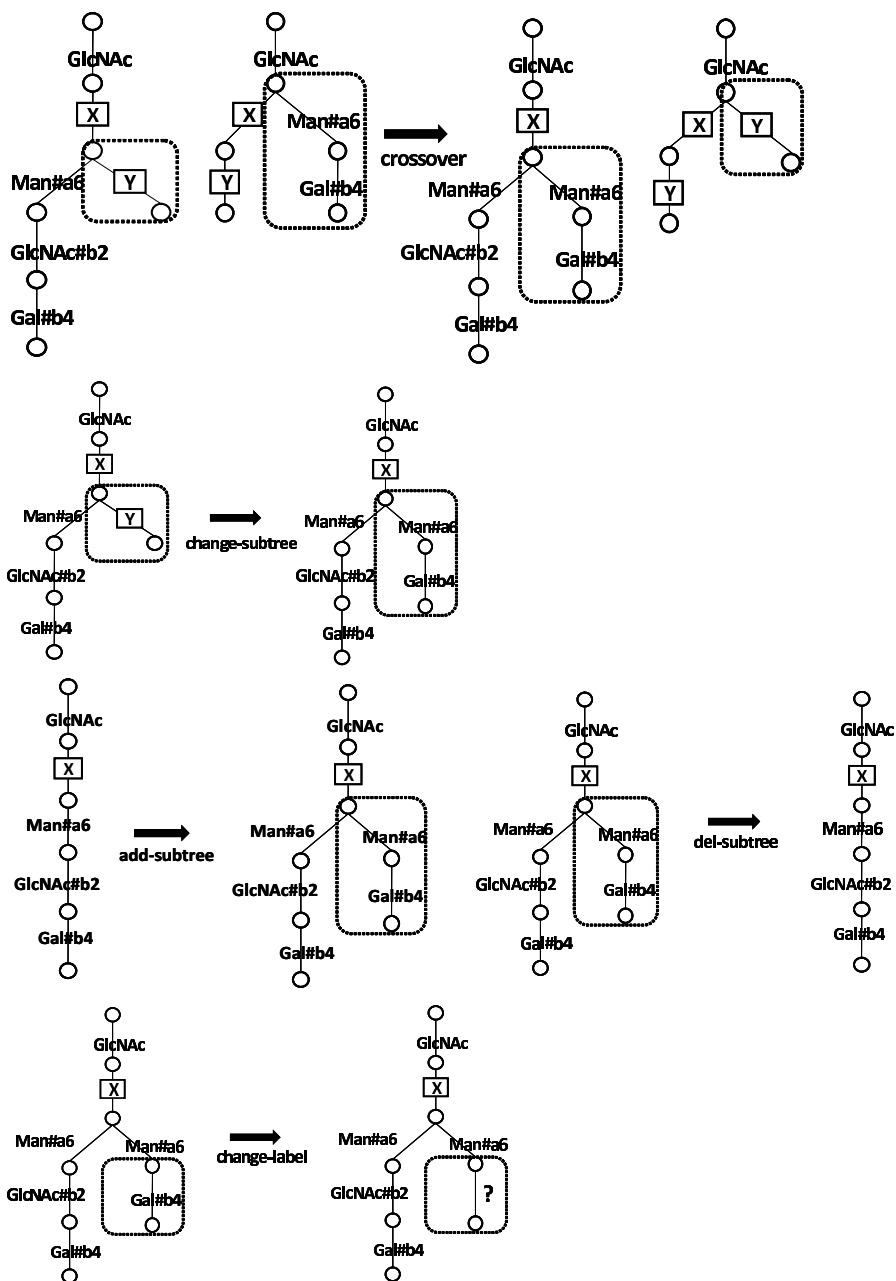 GlcNAc GlcNAc GlcNAc GlcNAc
X X Man#a6 crossover X X Y
Man#a6 Y Y Gal#b4 Man#a6 Man#a6 Y
GlcNAc#b2 GlcNAc#b2 Gal#b4
Gal#b4 Gal#b4
GlcNAc GlcNAc
X X
Man#a6 Y change-subtree Man#a6 Man#a6
GlcNAc#b2 GlcNAc#b2 Gal#b4
Gal#b4 Gal#b4
GlcNAc GlcNAc GlcNAc GlcNAc
X X X X
Man#a6 add-subtree Man#a6 Man#a6 Man#a6 Man#a6 del-subtree Man#a6
GlcNAc#b2 GlcNAc#b2 Gal#b4 GlcNAc#b2 Gal#b4 GlcNAc#b2
Gal#b4 Gal#b4 Gal#b4 Gal#b4
GlcNAc GlcNAc
X X
Man#a6 Man#a6 change-label Man#a6 Man#a6
GlcNAc#b2 Gal#b4 GlcNAc#b2 ?
Gal#b4 Gal#b4